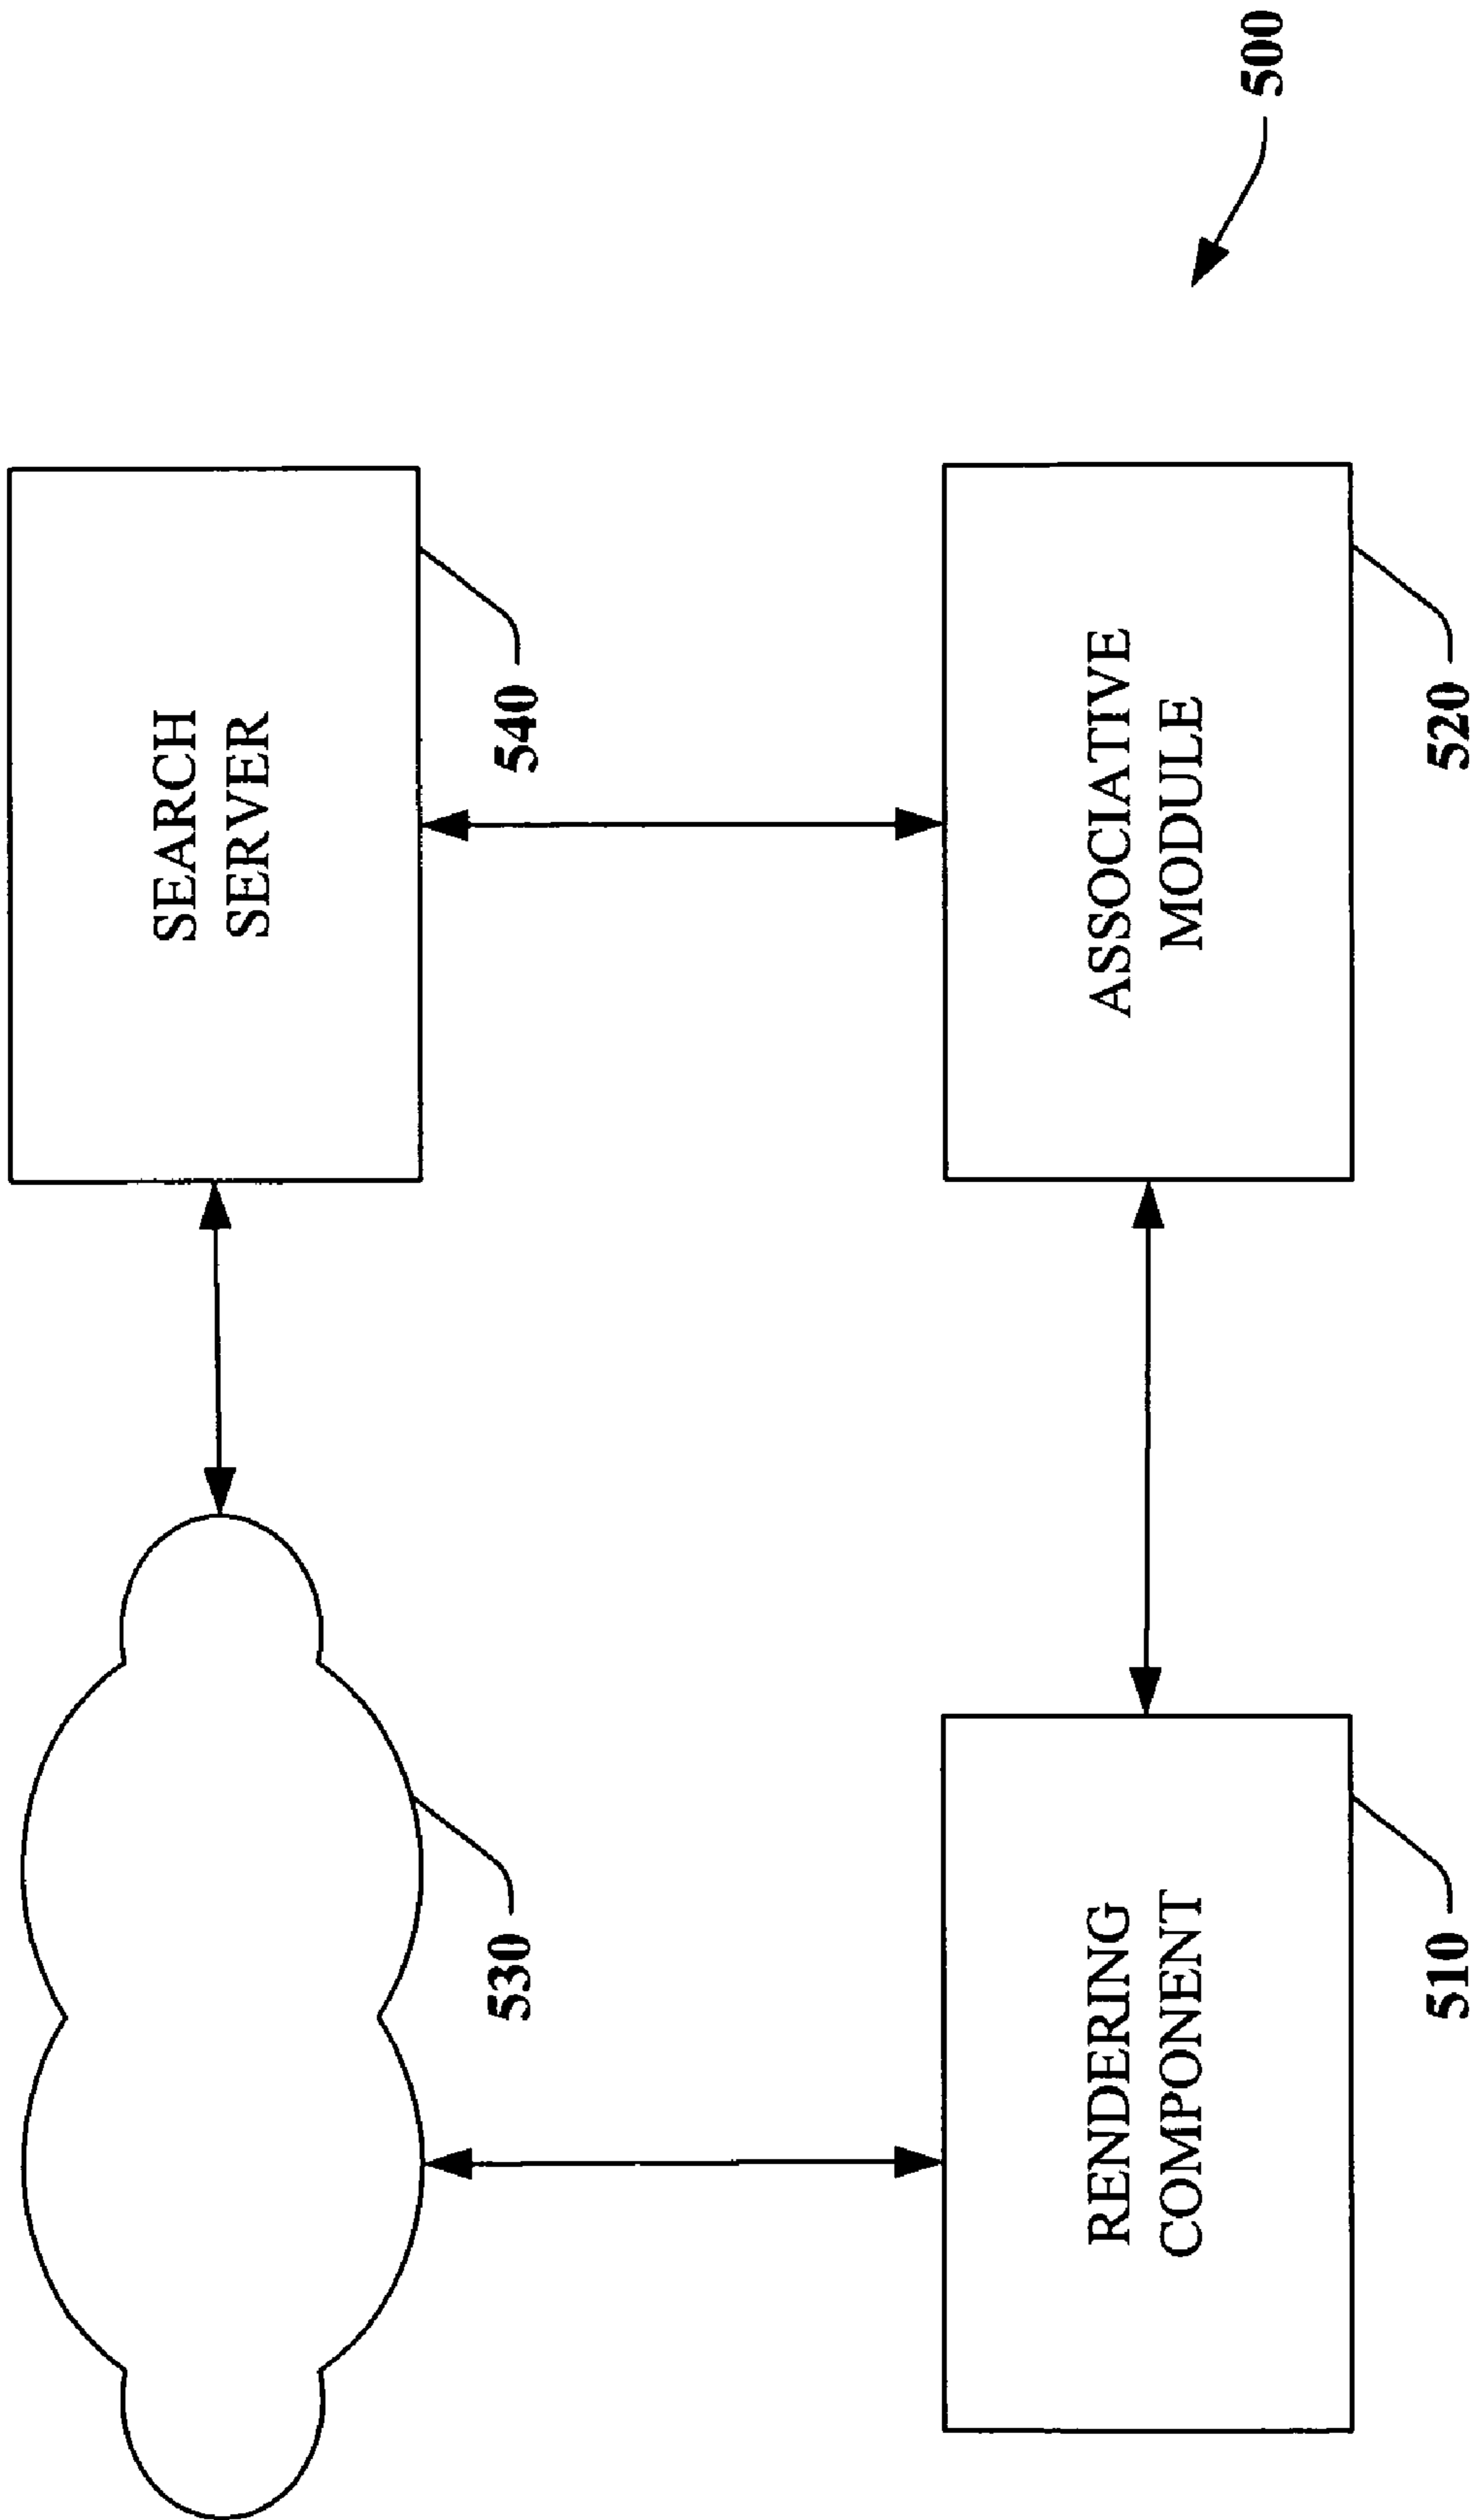 530
SEARCH
SERVER
540
RENDERING
COMPONENT
510
ASSOCIATIVE
MODULE
520
500